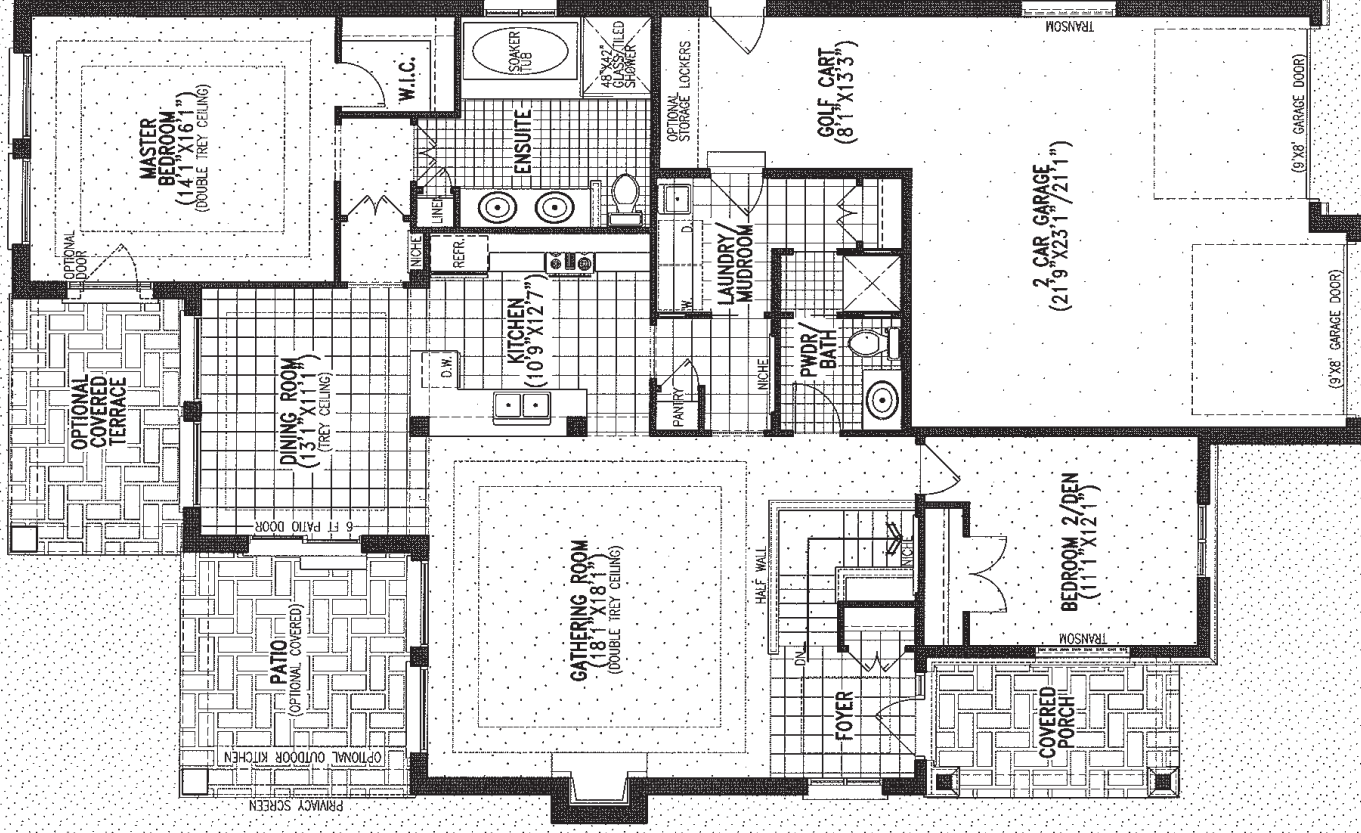 MASTER
BEDROOM
(14'1"X16'1")
(DOUBLE TREY CEILING)
W.I.C.
SOAKER
TUB
48"X42"
GLASS/TILED
SHOWER
ENSUITE
LINEN
OPTIONAL
DOOR
NICHE
REFR.
OPTIONAL
STORAGE LOCKERS
GOLF CART
(8'1"X13'3")
TRANSOM
(9'X8' GARAGE DOOR)
2 CAR GARAGE
(21'9"X23'1"/21'1")
(9'X8' GARAGE DOOR)
D.
W.
LAUNDRY/
MUDROOM
KITCHEN
(10'9"X12'7")
D.W.
PANTRY
NICHE
PWDR/
BATH
OPTIONAL
COVERED
TERRACE
DINING ROOM
(13'1"X11'1")
(TREY CEILING)
6 FT PATIO DOOR
PATIO
(OPTIONAL COVERED)
OPTIONAL OUTDOOR KITCHEN
PRIVIACY SCREEN
GATHERING ROOM
(18'1"X18'1")
(DOUBLE TREY CEILING)
HALF WALL
NICHE
DN.
FOYER
BEDROOM 2/DEN
(11'1"X12'1")
TRANSOM
COVERED
PORCH